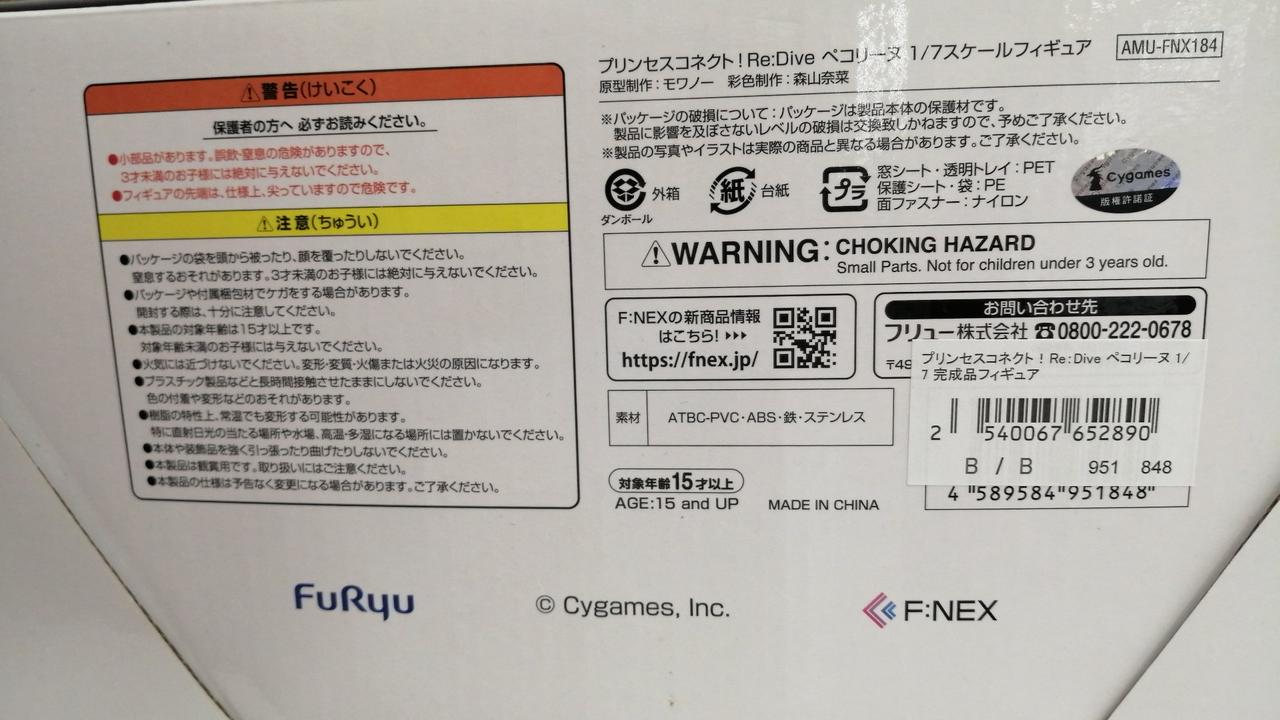 警告(けいこく)
保護者の方へ 必ずお読みください。
●小部品があります。誤飲・窒息の危険がありますので、
3才未満のお子様には絶対に与えないでください。
●フィギュアの先端は、仕様上、尖っていますので危険です。
注意(ちゅうい)
●パッケージの袋を頭から被ったり、顔を覆ったりしないでください。
窒息するおそれがあります。3才未満のお子様には絶対に与えないでください。
●パッケージや付属梱包材でケガをする場合があります。
開封する際は、十分に注意してください。
●本製品の対象年齢は15才以上です。
対象年齢未満のお子様には与えないでください。
●火気には近づけないでください。変形・変質・火傷または火災の原因になります。
●プラスチック製品などと長時間接触させたままにしないでください。
色の付着や変形などのおそれがあります。
●樹脂の特性上、常温でも変形する可能性があります。
特に直射日光の当たる場所や水場、高温・多湿になる場所には置かないでください。
●本体や装飾品を強く引っ張ったり曲げたりしないでください。
●本製品は観賞用です。取り扱いにはご注意ください。
●本製品の仕様は予告なく変更になる場合があります。ご了承ください。
プリンセスコネクト！Re:Dive ペコリーヌ 1/7スケールフィギュア
AMU-FNX184
原型制作：モワノー 彩色制作：森山奈菜
※パッケージの破損について：パッケージは製品本体の保護材です。
製品に影響を及ぼさないレベルの破損は交換致しかねますので、予めご了承ください。
※製品の写真やイラストは実際の商品と異なる場合があります。ご了承ください。
ダンボール
外箱
紙
台紙
プラ
窓シート・透明トレイ：PET
保護シート・袋：PE
面ファスナー：ナイロン
Cygames
版権許諾証
WARNING: CHOKING HAZARD
Small Parts. Not for children under 3 years old.
F:NEXの新商品情報
はこちら!
https://fnex.jp/
お問い合わせ先
フリュー株式会社 ☎0800-222-0678
〒49
プリンセスコネクト！Re:Dive ペコリーヌ 1/
7 完成品フィギュア
2 540067 652890
B / B 951 848
4 "589584"951848"
素材
ATBC-PVC・ABS・鉄・ステンレス
対象年齢15才以上
AGE:15 and UP
MADE IN CHINA
FuRyu
© Cygames, Inc.
F:NEX